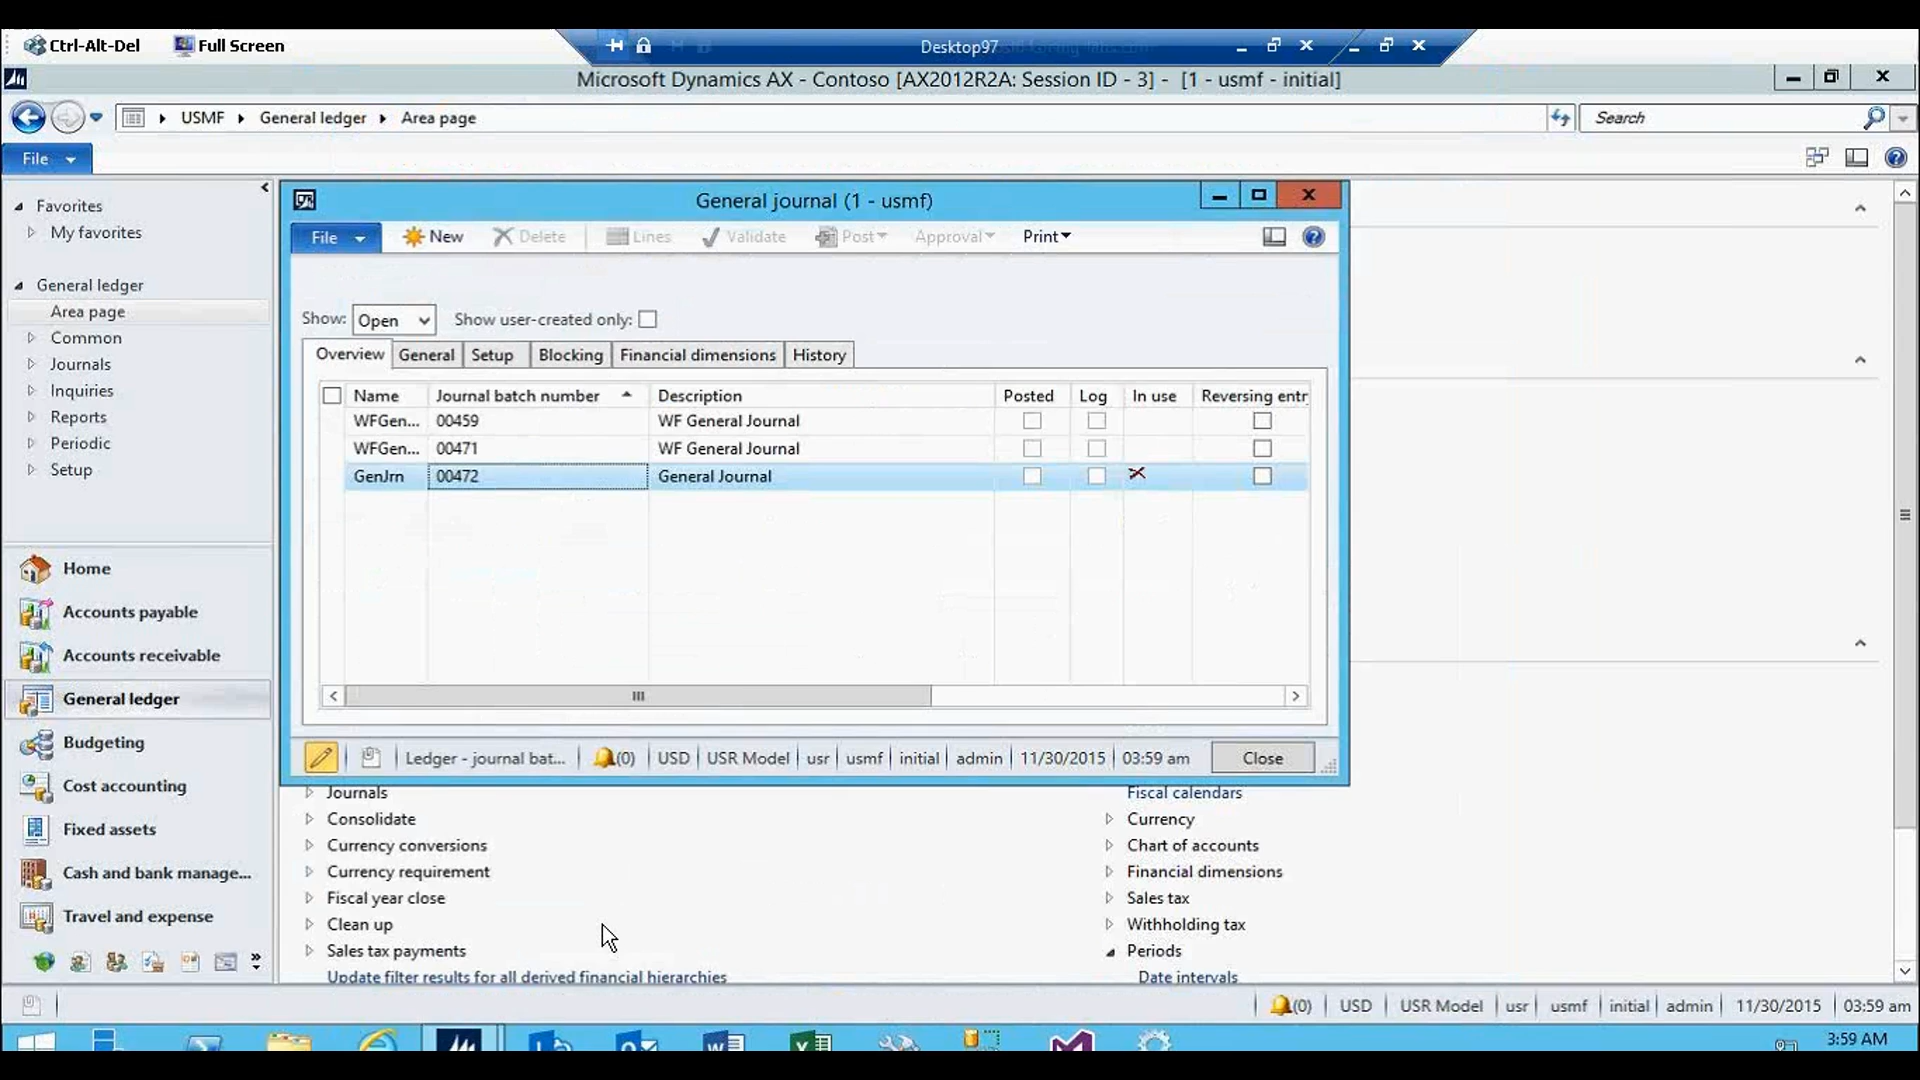 Ctrl-Alt-Del Full Screen Desktop97
Microsoft Dynamics AX - Contoso [AX2012R2A: Session ID - 3] - [1 - usmf - initial]
USMF General ledger Area page Search
File
Favorites
My favorites
General ledger
Area page
Common
Journals
Inquiries
Reports
Periodic
Setup
Home
Accounts payable
Accounts receivable
General ledger
Budgeting
Cost accounting
Fixed assets
Cash and bank manage...
Travel and expense
General journal (1 - usmf)
File New Delete Lines Validate Post Approval Print
Show: Open Show user-created only:
Overview General Setup Blocking Financial dimensions History
Name Journal batch number Description Posted Log In use Reversing entr
WFGen... 00459 WF General Journal
WFGen... 00471 WF General Journal
GenJrn 00472 General Journal
Ledger - journal bat... (0) USD USR Model usr usmf initial admin 11/30/2015 03:59 am Close
Journals
Consolidate
Currency conversions
Currency requirement
Fiscal year close
Clean up
Sales tax payments
Update filter results for all derived financial hierarchies
Fiscal calendars
Currency
Chart of accounts
Financial dimensions
Sales tax
Withholding tax
Periods
Date intervals
(0) USD USR Model usr usmf initial admin 11/30/2015 03:59 am
3:59 AM